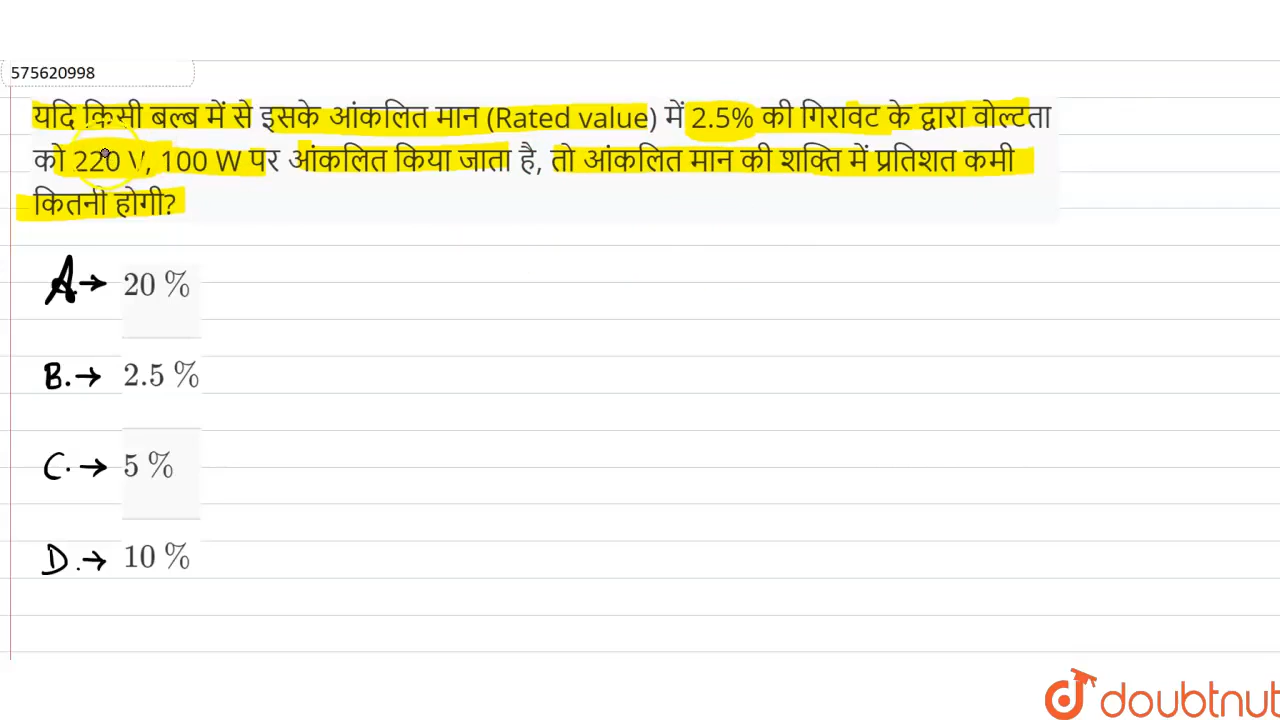 575620998
यदि किसी बल्ब में से इसके आंकलित मान (Rated value) में 2.5% की गिरावट के द्वारा वोल्टता
को 220 V, 100 W पर आंकलित किया जाता है, तो आंकलित मान की शक्ति में प्रतिशत कमी
कितनी होगी?
A→ 20 %
B.→ 2.5 %
C.→ 5 %
D.→ 10 %
doubtnut